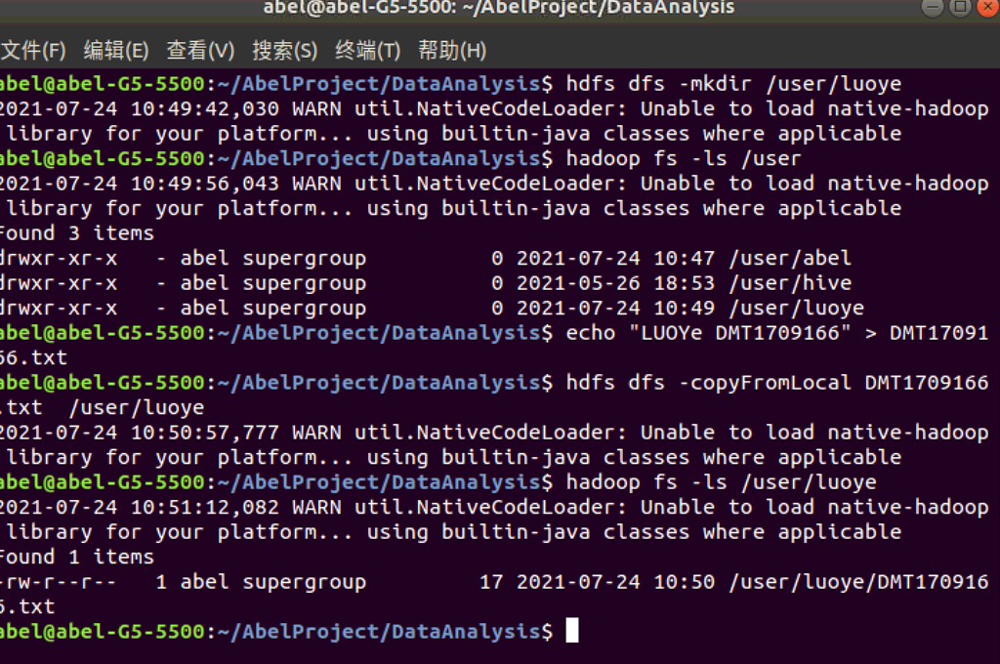 abel@abel-G5-5500: ~/AbelProject/DataAnalysis
文件(F) 编辑(E) 查看(V) 搜索(S) 终端(T) 帮助(H)
abel@abel-G5-5500:~/AbelProject/DataAnalysis$ hdfs dfs -mkdir /user/luoye
2021-07-24 10:49:42,030 WARN util.NativeCodeLoader: Unable to load native-hadoop
library for your platform... using builtin-java classes where applicable
abel@abel-G5-5500:~/AbelProject/DataAnalysis$ hadoop fs -ls /user
2021-07-24 10:49:56,043 WARN util.NativeCodeLoader: Unable to load native-hadoop
library for your platform... using builtin-java classes where applicable
Found 3 items
drwxr-xr-x   - abel supergroup          0 2021-07-24 10:47 /user/abel
drwxr-xr-x   - abel supergroup          0 2021-05-26 18:53 /user/hive
drwxr-xr-x   - abel supergroup          0 2021-07-24 10:49 /user/luoye
abel@abel-G5-5500:~/AbelProject/DataAnalysis$ echo "LUOYe DMT1709166" > DMT17091
66.txt
abel@abel-G5-5500:~/AbelProject/DataAnalysis$ hdfs dfs -copyFromLocal DMT1709166
.txt  /user/luoye
2021-07-24 10:50:57,777 WARN util.NativeCodeLoader: Unable to load native-hadoop
library for your platform... using builtin-java classes where applicable
abel@abel-G5-5500:~/AbelProject/DataAnalysis$ hadoop fs -ls /user/luoye
2021-07-24 10:51:12,082 WARN util.NativeCodeLoader: Unable to load native-hadoop
library for your platform... using builtin-java classes where applicable
Found 1 items
-rw-r--r--   1 abel supergroup         17 2021-07-24 10:50 /user/luoye/DMT170916
6.txt
abel@abel-G5-5500:~/AbelProject/DataAnalysis$